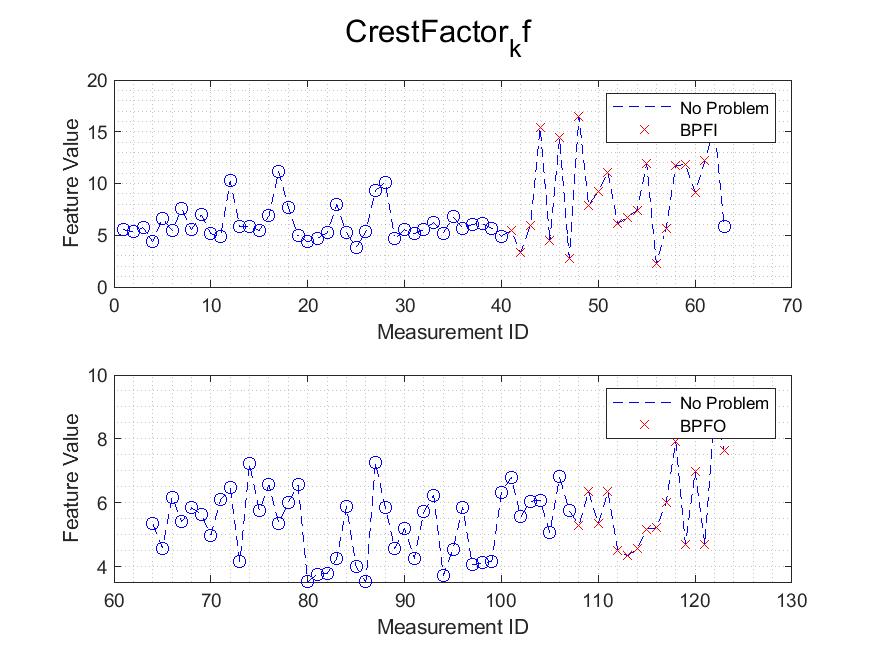 CrestFactor_kf
20
15
10
5
0
Feature Value
No Problem
BPFI
0 10 20 30 40 50 60 70
Measurement ID
10
8
6
4
Feature Value
No Problem
BPFO
60 70 80 90 100 110 120 130
Measurement ID